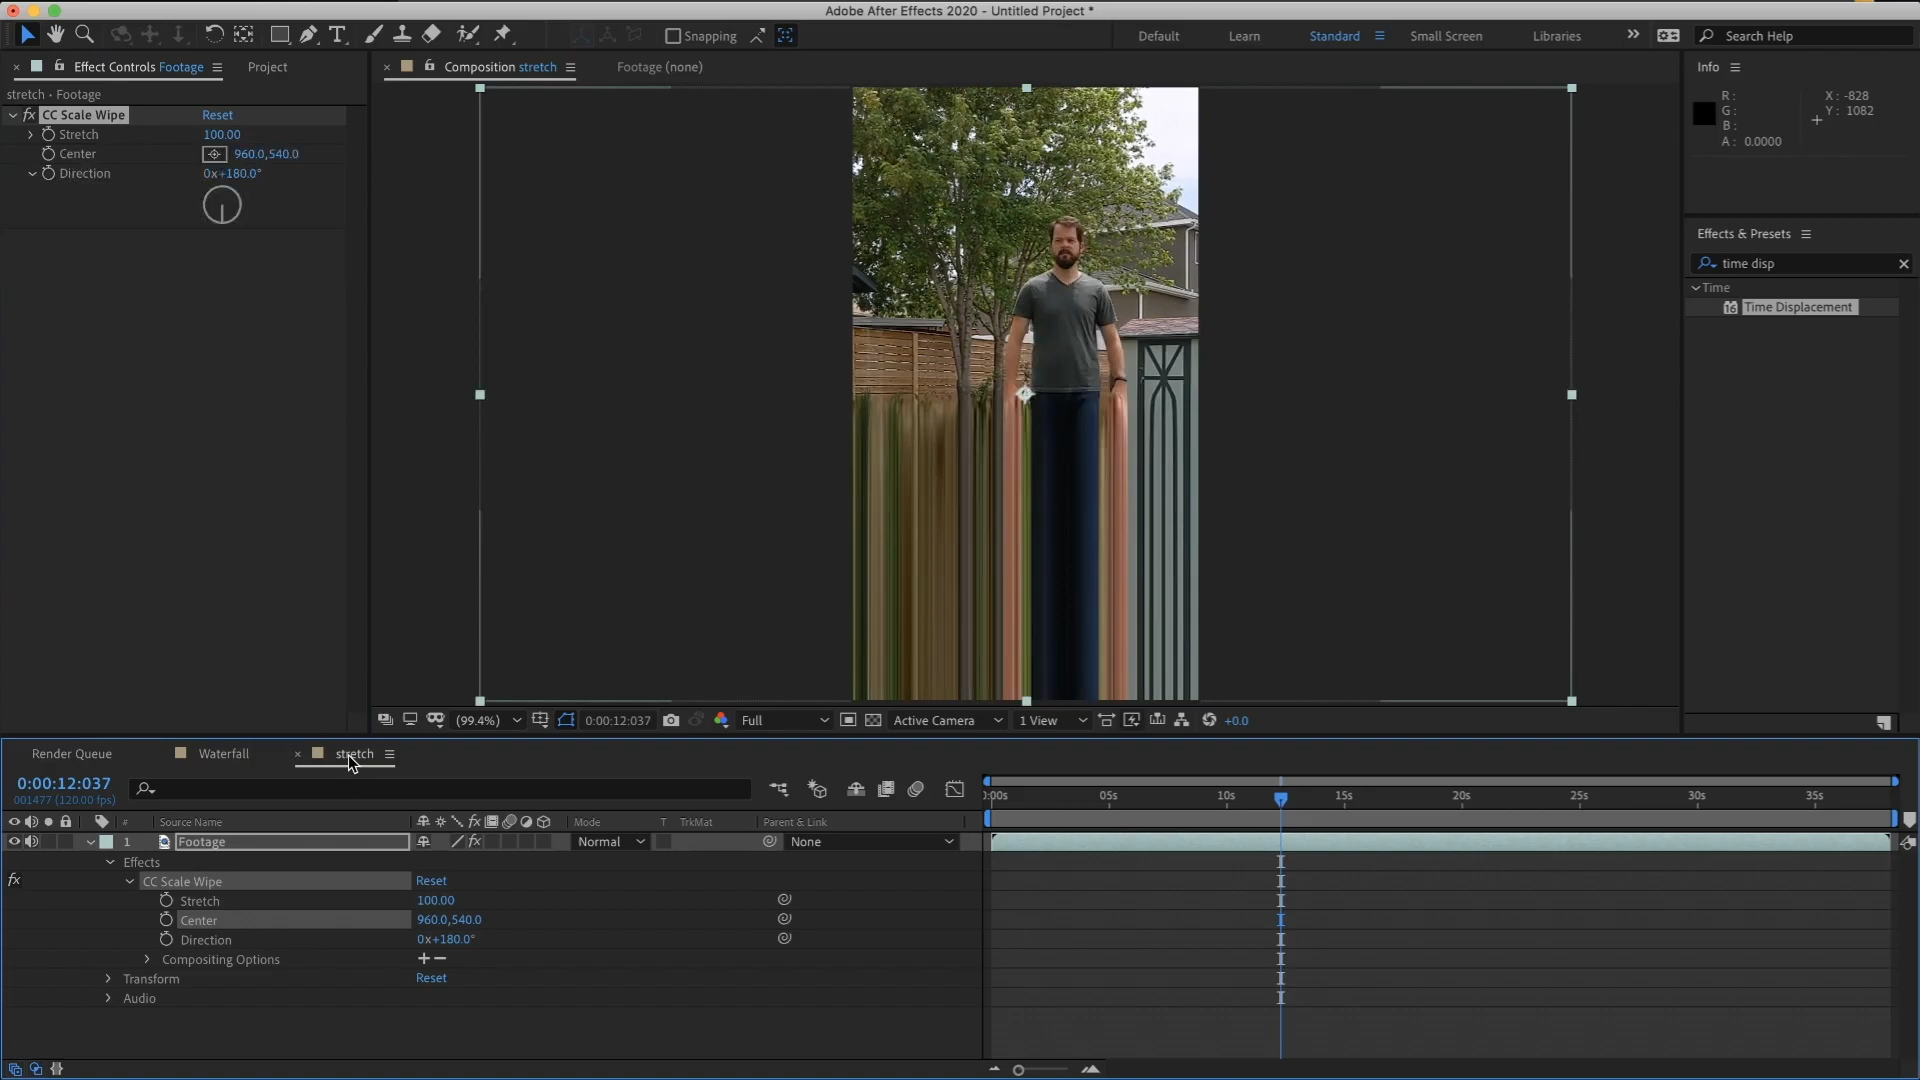 Adobe After Effects 2020 - Untitled Project *
Snapping
Default
Learn
Standard
Small Screen
Libraries
Search Help
Effect Controls Footage
Project
stretch • Footage
fx CC Scale Wipe Reset
Stretch 100.00
Center 960.0,540.0
Direction 0x+180.0°
Composition stretch
Footage (none)
Info
R:
G:
B:
A: 0.0000
X: -828
Y: 1082
Effects & Presets
time disp
Time
16 Time Displacement
(99.4%)
0:00:12:037
Full
Active Camera
1 View
+0.0
Render Queue
Waterfall
stretch
0:00:12:037
001477 (120.00 fps)
# Source Name fx Mode T TrkMat Parent & Link
):00s 05s 10s 15s 20s 25s 30s 35s
1 Footage fx Normal None
Effects
fx CC Scale Wipe Reset
Stretch 100.00
Center 960.0,540.0
Direction 0x+180.0°
Compositing Options +−
Transform Reset
Audio